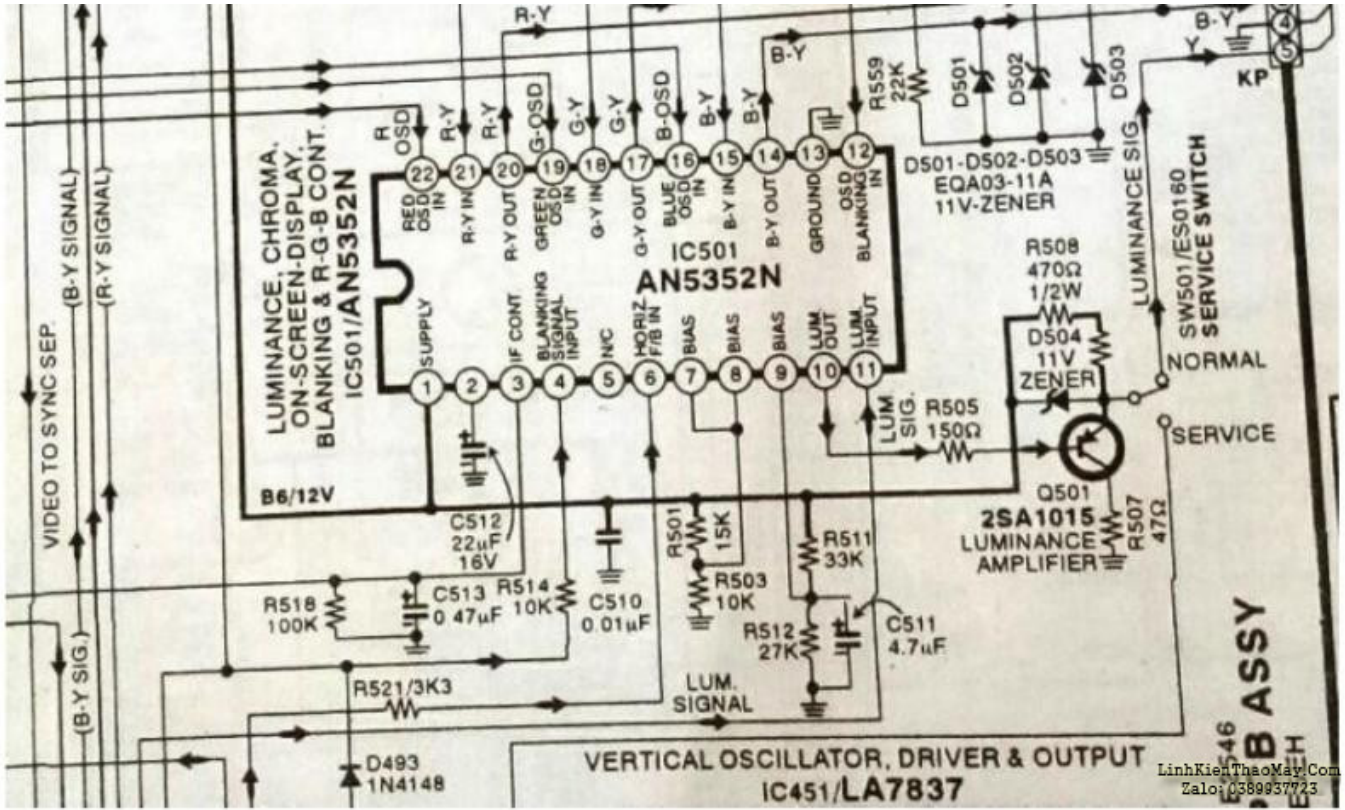 R-Y
B-Y
Y
4
5
KP
B-Y
(B-Y SIGNAL)
(R-Y SIGNAL)
VIDEO TO SYNC SEP.
(B-Y SIG.)
LUMINANCE, CHROMA,
ON-SCREEN-DISPLAY,
BLANKING & R-G-B CONT.
IC501/AN5352N
R
OSD
R-Y
R-Y
G-OSD
G-Y
G-Y
B-OSD
B-Y
B-Y
R559
22K
D501
D502
D503
22
21
20
19
18
17
16
15
14
13
12
RED
OSD
IN
R-Y IN
R-Y OUT
GREEN
OSD
IN
G-Y IN
G-Y OUT
BLUE
OSD
IN
B-Y IN
B-Y OUT
GROUND
OSD
BLANKING
IN
D501-D502-D503
EQA03-11A
11V-ZENER
IC501
AN5352N
SUPPLY
IF CONT.
BLANKING
SIGNAL
INPUT
N/C
HORIZ.
F/B IN
BIAS
BIAS
BIAS
LUM.
OUT
LUM.
INPUT
1
2
3
4
5
6
7
8
9
10
11
R508
470Ω
1/2W
D504
11V
ZENER
LUMINANCE SIG.
SW501/ES0160
SERVICE SWITCH
NORMAL
SERVICE
LUM.
SIG.
R505
150Ω
Q501
2SA1015
LUMINANCE
AMPLIFIER
R507
47Ω
B6/12V
C512
22µF
16V
R501
15K
R511
33K
R518
100K
C513
0.47µF
R514
10K
C510
0.01µF
R503
10K
R512
27K
C511
4.7µF
R521/3K3
LUM.
SIGNAL
D493
1N4148
VERTICAL OSCILLATOR, DRIVER & OUTPUT
IC451/LA7837
B ASSY
LinhKienThaoMay.Com
Zalo: 0389937723